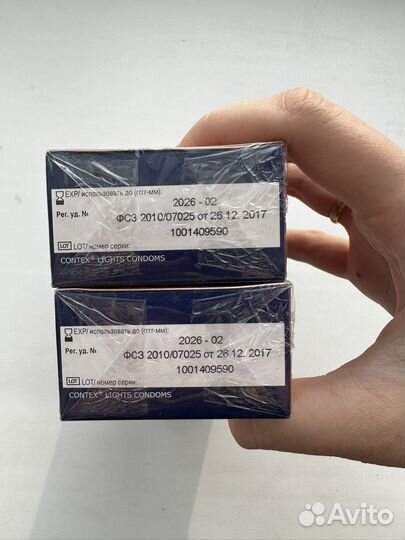 EXP/ использовать до (гггг-мм):
2026 - 02
Рег. уд. № ФСЗ 2010/07025 от 26.12. 2017
1001409590
LOT LOT/ номер серии:
CONTEX® LIGHTS CONDOMS
EXP/ использовать до (гггг-мм):
2026 - 02
Рег. уд. № ФСЗ 2010/07025 от 26.12. 2017
1001409590
LOT LOT/ номер серии:
CONTEX® LIGHTS CONDOMS
Avito